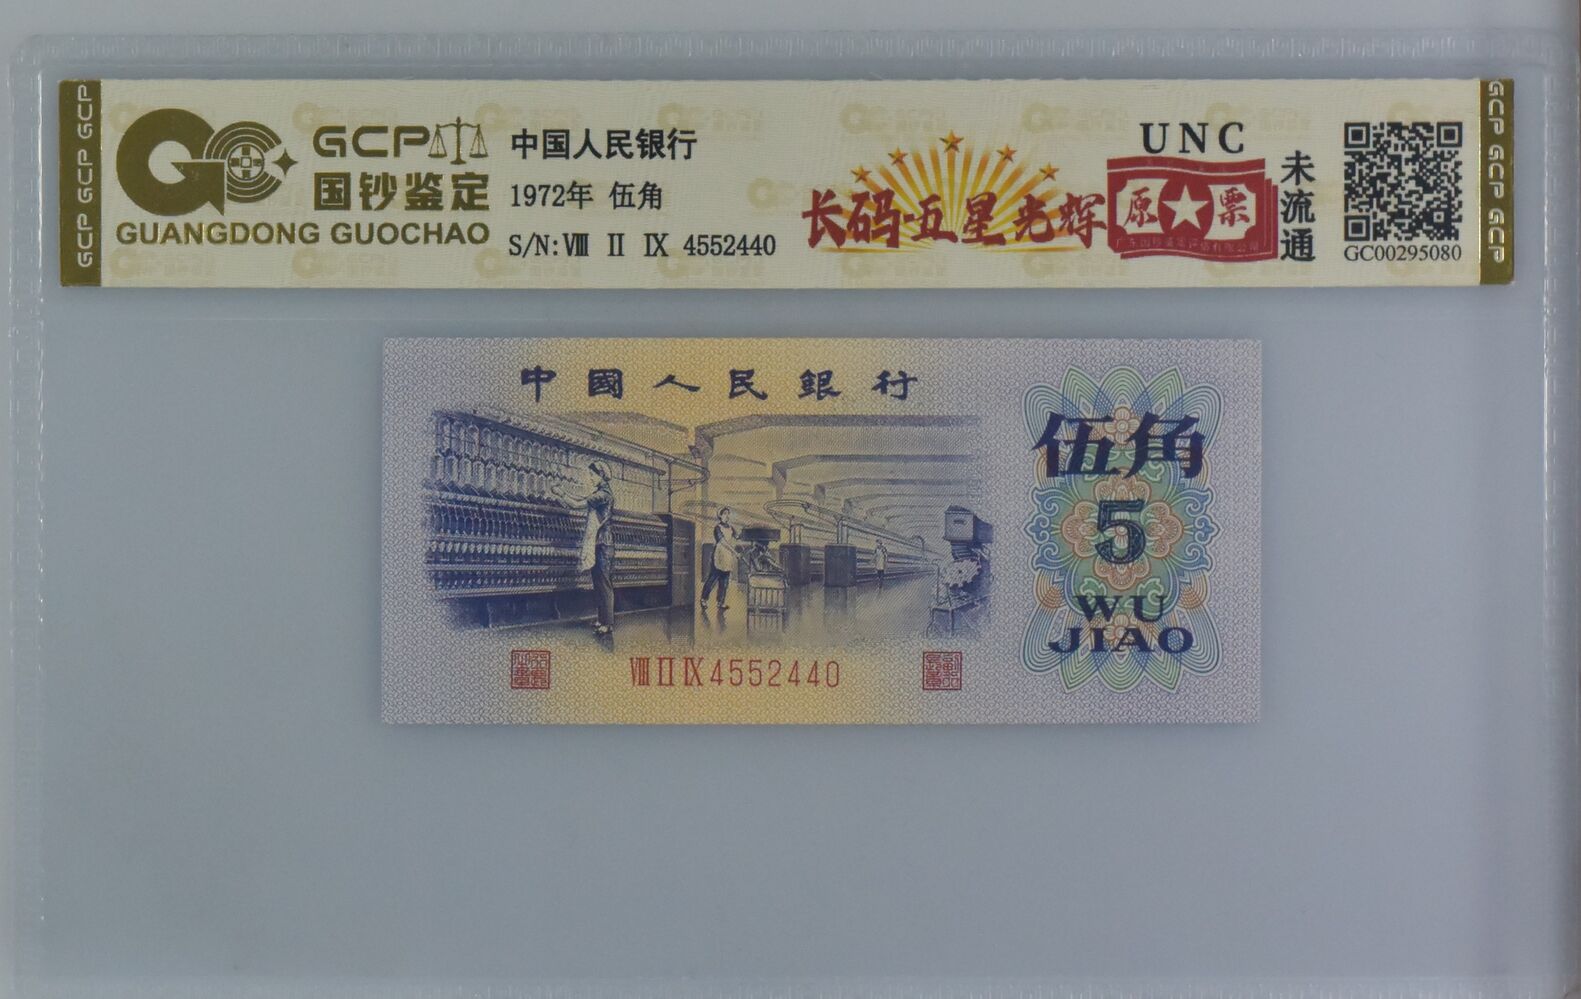 GCP GCP GCP
GCP
国钞鉴定
GUANGDONG GUOCHAO
中国人民银行
1972年 伍角
S/N:Ⅷ Ⅱ Ⅸ 4552440
长码五星光辉
UNC
原★票
未流通
GC00295080
GCP GCP GCP
中國人民銀行
伍角
5
WU
JIAO
ⅧⅡⅨ4552440